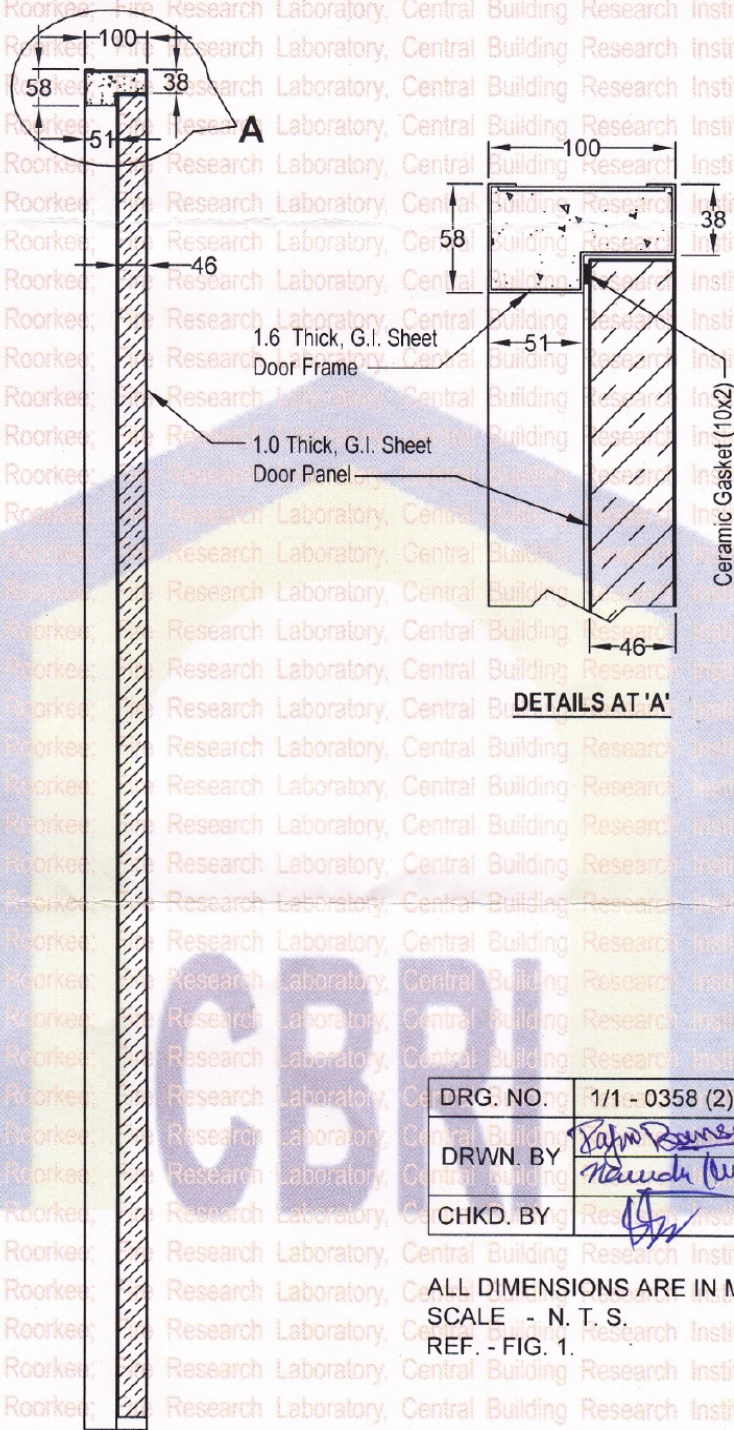 100
58
38
51
A
46
100
58
38
1.6 Thick, G.I. Sheet
Door Frame
51
1.0 Thick, G.I. Sheet
Door Panel
Ceramic Gasket (10x2)
46
DETAILS AT 'A'
CBRI
DRG. NO. 1/1 - 0358 (2)
DRWN. BY
CHKD. BY
ALL DIMENSIONS ARE IN
SCALE - N. T. S.
REF. - FIG. 1.
Roorkee; Fire Research Laboratory, Central Building Research